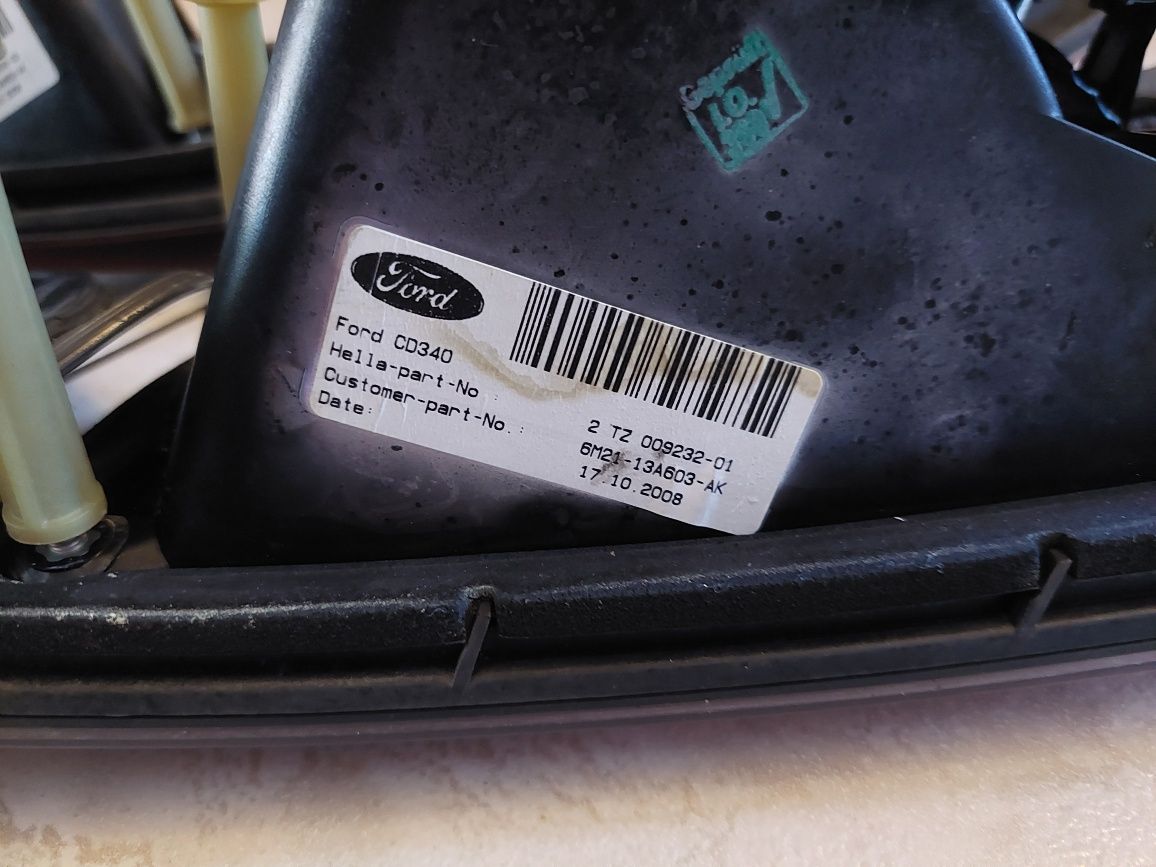 Ford
Ford CD340
Hella-part-No : 2 TZ 009232-01
Customer-part-No.: 6M21-13A603-AK
Date: 17.10.2008